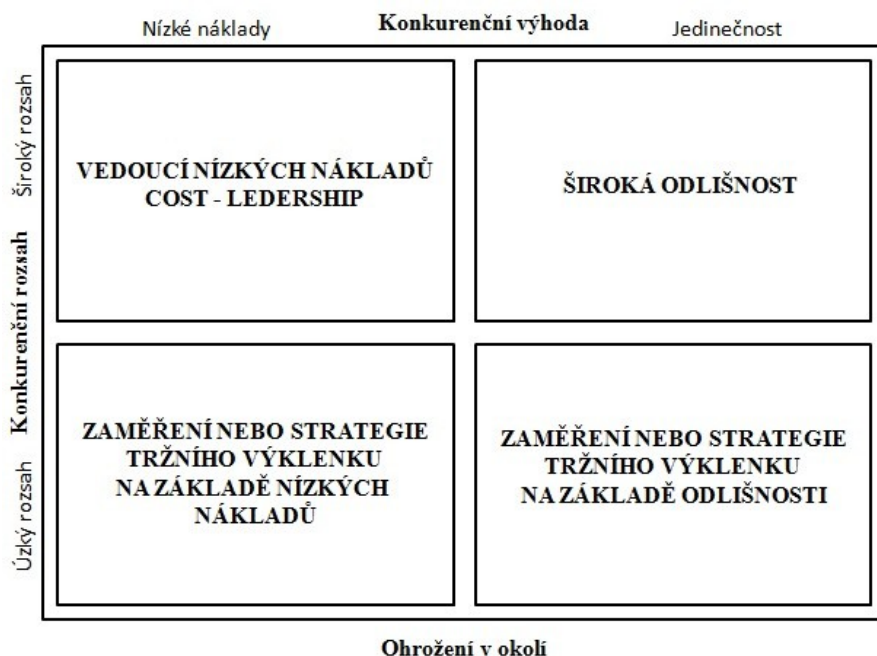 Nízké náklady
Konkurenční výhoda
Jedinečnost
Široký rozsah
Konkurenční rozsah
Úzký rozsah
VEDOUCÍ NÍZKÝCH NÁKLADŮ
COST - LEDERSHIP
ŠIROKÁ ODLIŠNOST
ZAMĚŘENÍ NEBO STRATEGIE
TRŽNÍHO VÝKLENKU
NA ZÁKLADĚ NÍZKÝCH
NÁKLADŮ
ZAMĚŘENÍ NEBO STRATEGIE
TRŽNÍHO VÝKLENKU
NA ZÁKLADĚ ODLIŠNOSTI
Ohrožení v okolí